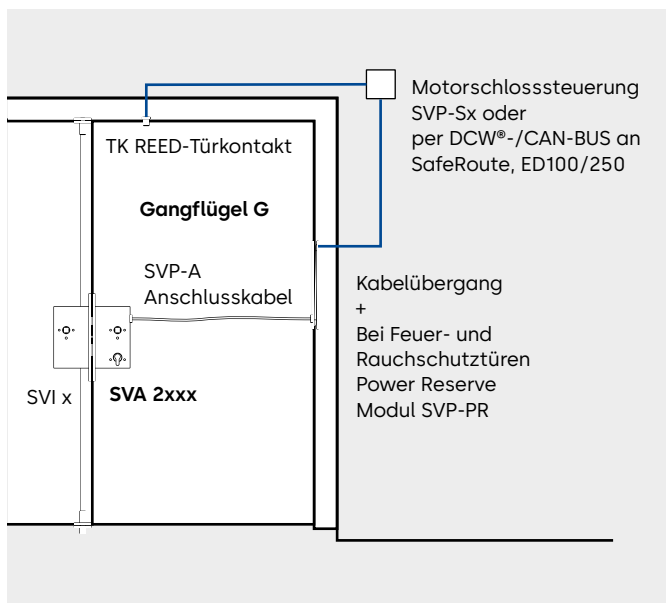 Motorschlosssteuerung
SVP-Sx oder
per DCW®-/CAN-BUS an
SafeRoute, ED100/250
TK REED-Türkontakt
Gangflügel G
SVP-A
Anschlusskabel
Kabelübergang
+
Bei Feuer- und
Rauchschutztüren
Power Reserve
Modul SVP-PR
SVI x
SVA 2xxx